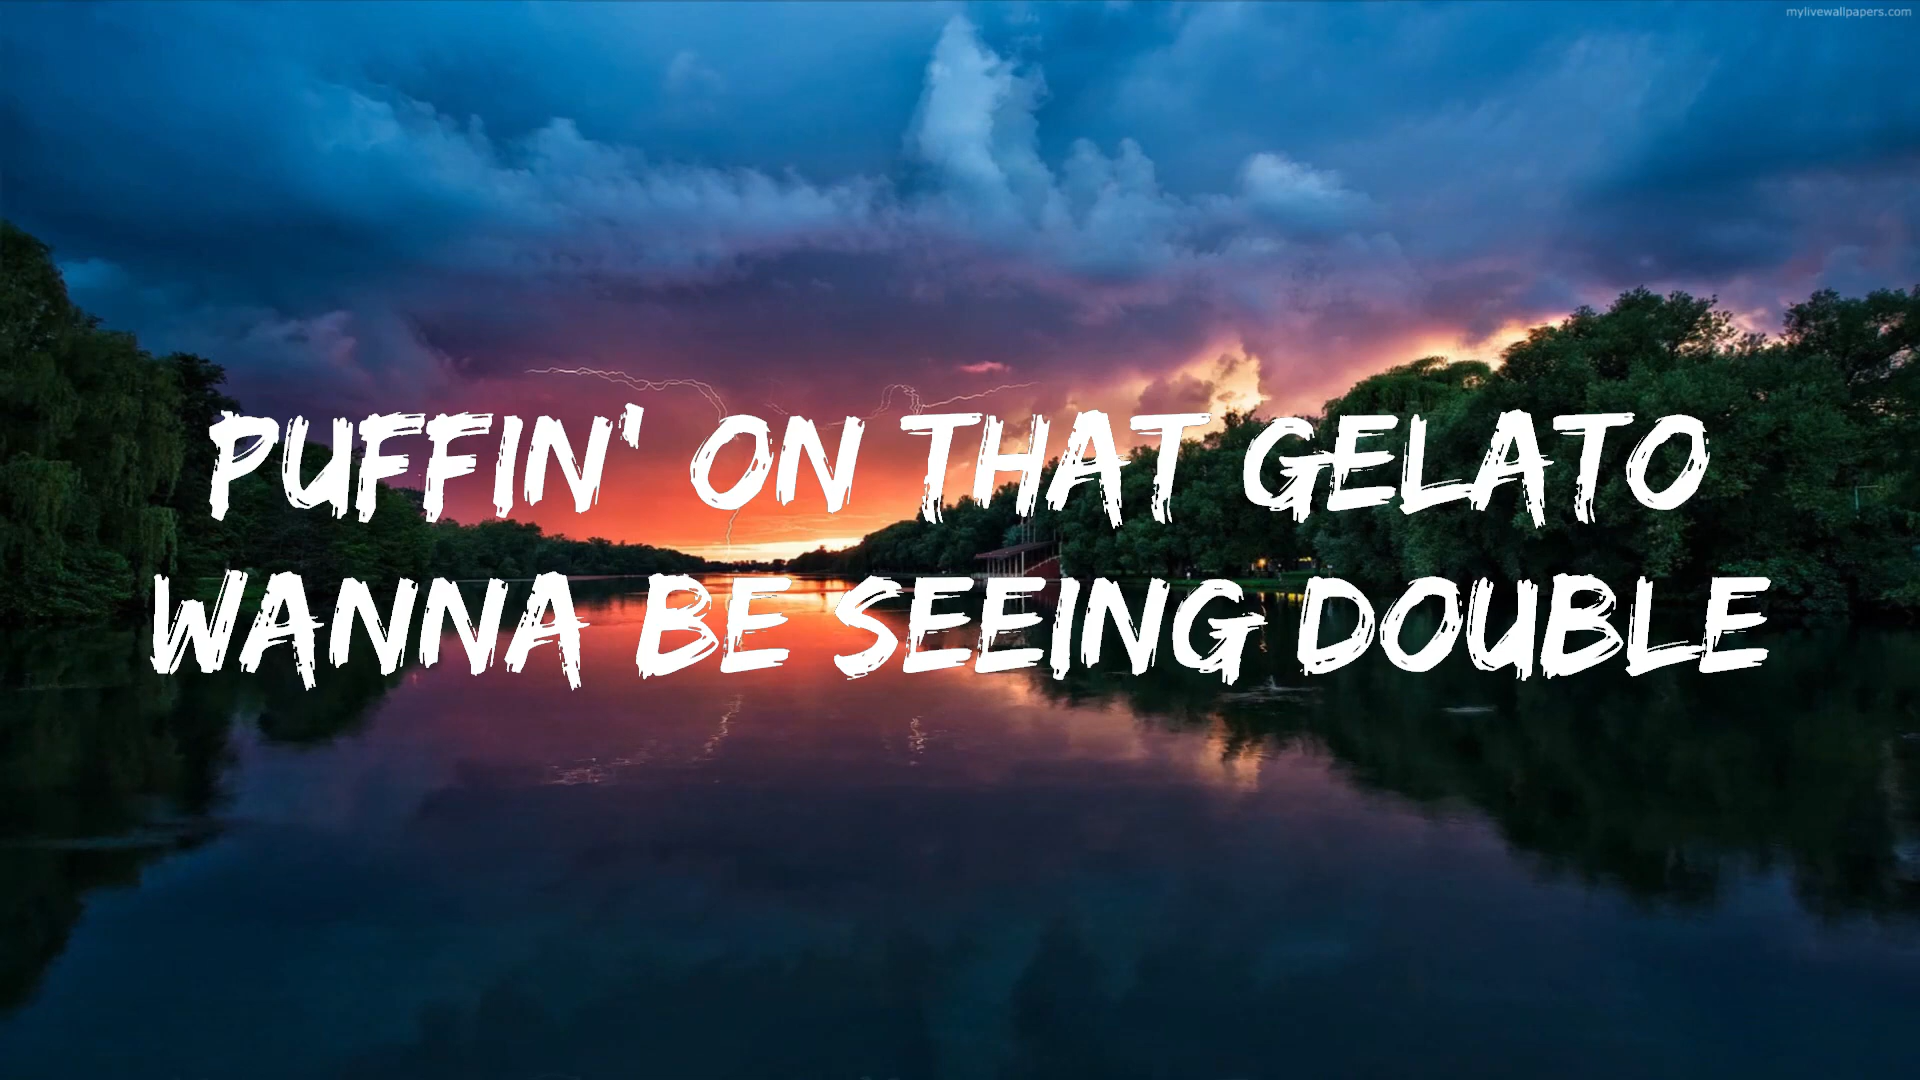 mylivewallpapers.com
PUFFIN' ON THAT GELATO
WANNA BE SEEING DOUBLE